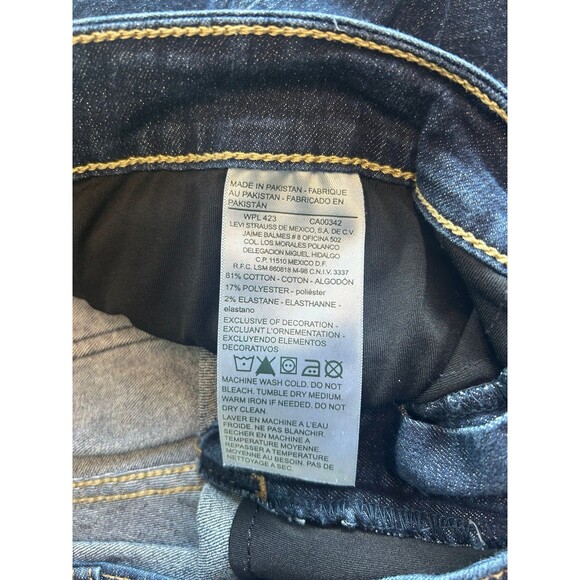 MADE IN PAKISTAN - FABRIQUE
AU PAKISTAN - FABRICADO EN
PAKISTÁN
WPL 423 CA00342
LEVI STRAUSS DE MEXICO, S.A. DE C.V
JAIME BALMES # 8 OFICINA 502
COL. LOS MORALES POLANCO
DELEGACION MIGUEL HIDALGO
C.P. 11510 MEXICO D.F.
R.F.C. LSM 660818 M-98 C.N.I.V. 3337
81% COTTON - COTON - ALGODÓN
17% POLYESTER - poliéster
2% ELASTANE - ELASTHANNE -
elastano
EXCLUSIVE OF DECORATION -
EXCLUANT L'ORNEMENTATION -
EXCLUYENDO ELEMENTOS
DECORATIVOS
MACHINE WASH COLD. DO NOT
BLEACH. TUMBLE DRY MEDIUM.
WARM IRON IF NEEDED. DO NOT
DRY CLEAN.
LAVER EN MACHINE A L'EAU
FROIDE. NE PAS BLANCHIR.
SECHER EN MACHINE A
TEMPERATURE MOYENNE.
REPASSER A TEMPERATURE
MOYENNE AU BESOIN. PAS DE
NETTOYAGE A SEC.